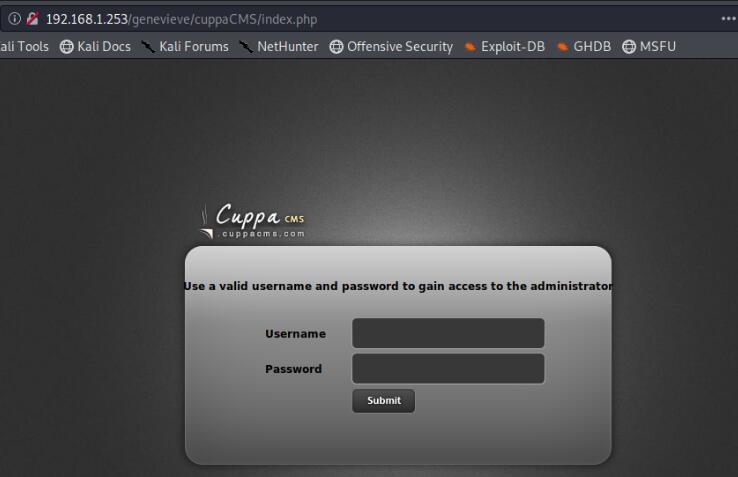 192.168.1.253/genevieve/cuppaCMS/index.php
ali Tools Kali Docs Kali Forums NetHunter Offensive Security Exploit-DB GHDB MSFU
Cuppa CMS
.cuppacms.com
Use a valid username and password to gain access to the administrator
Username
Password
Submit